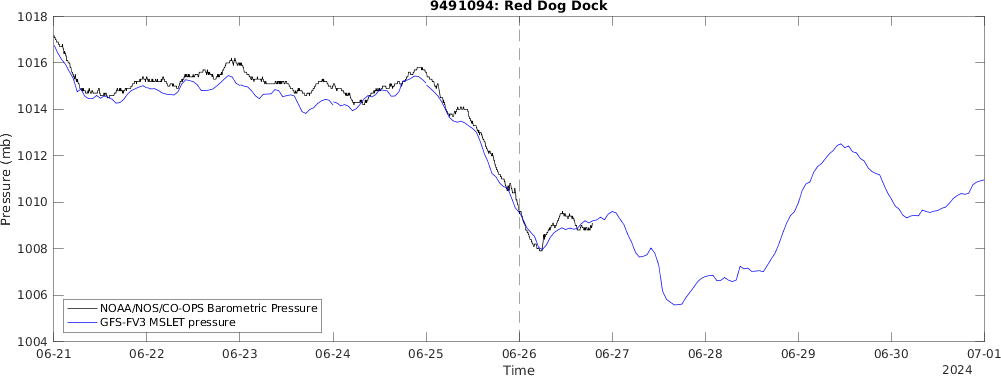 9491094: Red Dog Dock
Pressure (mb)
1018
1016
1014
1012
1010
1008
1006
1004
NOAA/NOS/CO-OPS Barometric Pressure
GFS-FV3 MSLET pressure
06-21 06-22 06-23 06-24 06-25 06-26 06-27 06-28 06-29 06-30 07-01
Time
2024